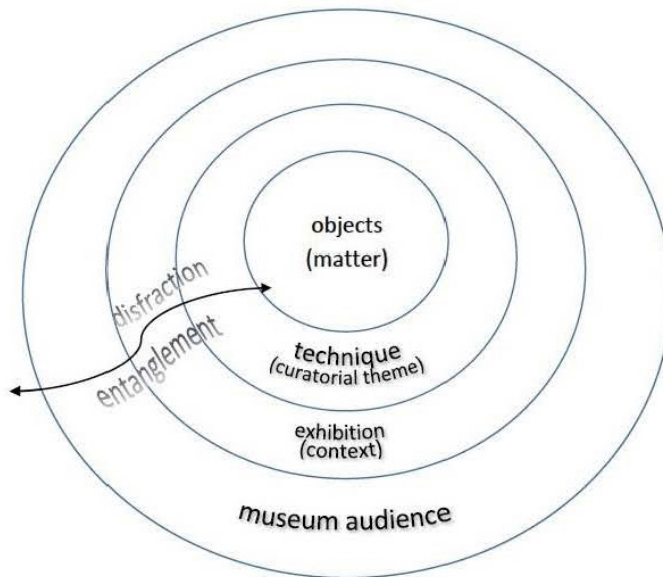 objects
(matter)
disfraction
entanglement
technique
(curatorial theme)
exhibition
(context)
museum audience